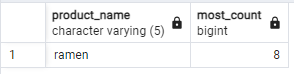 product_name most_count
character varying (5) bigint
1 ramen 8